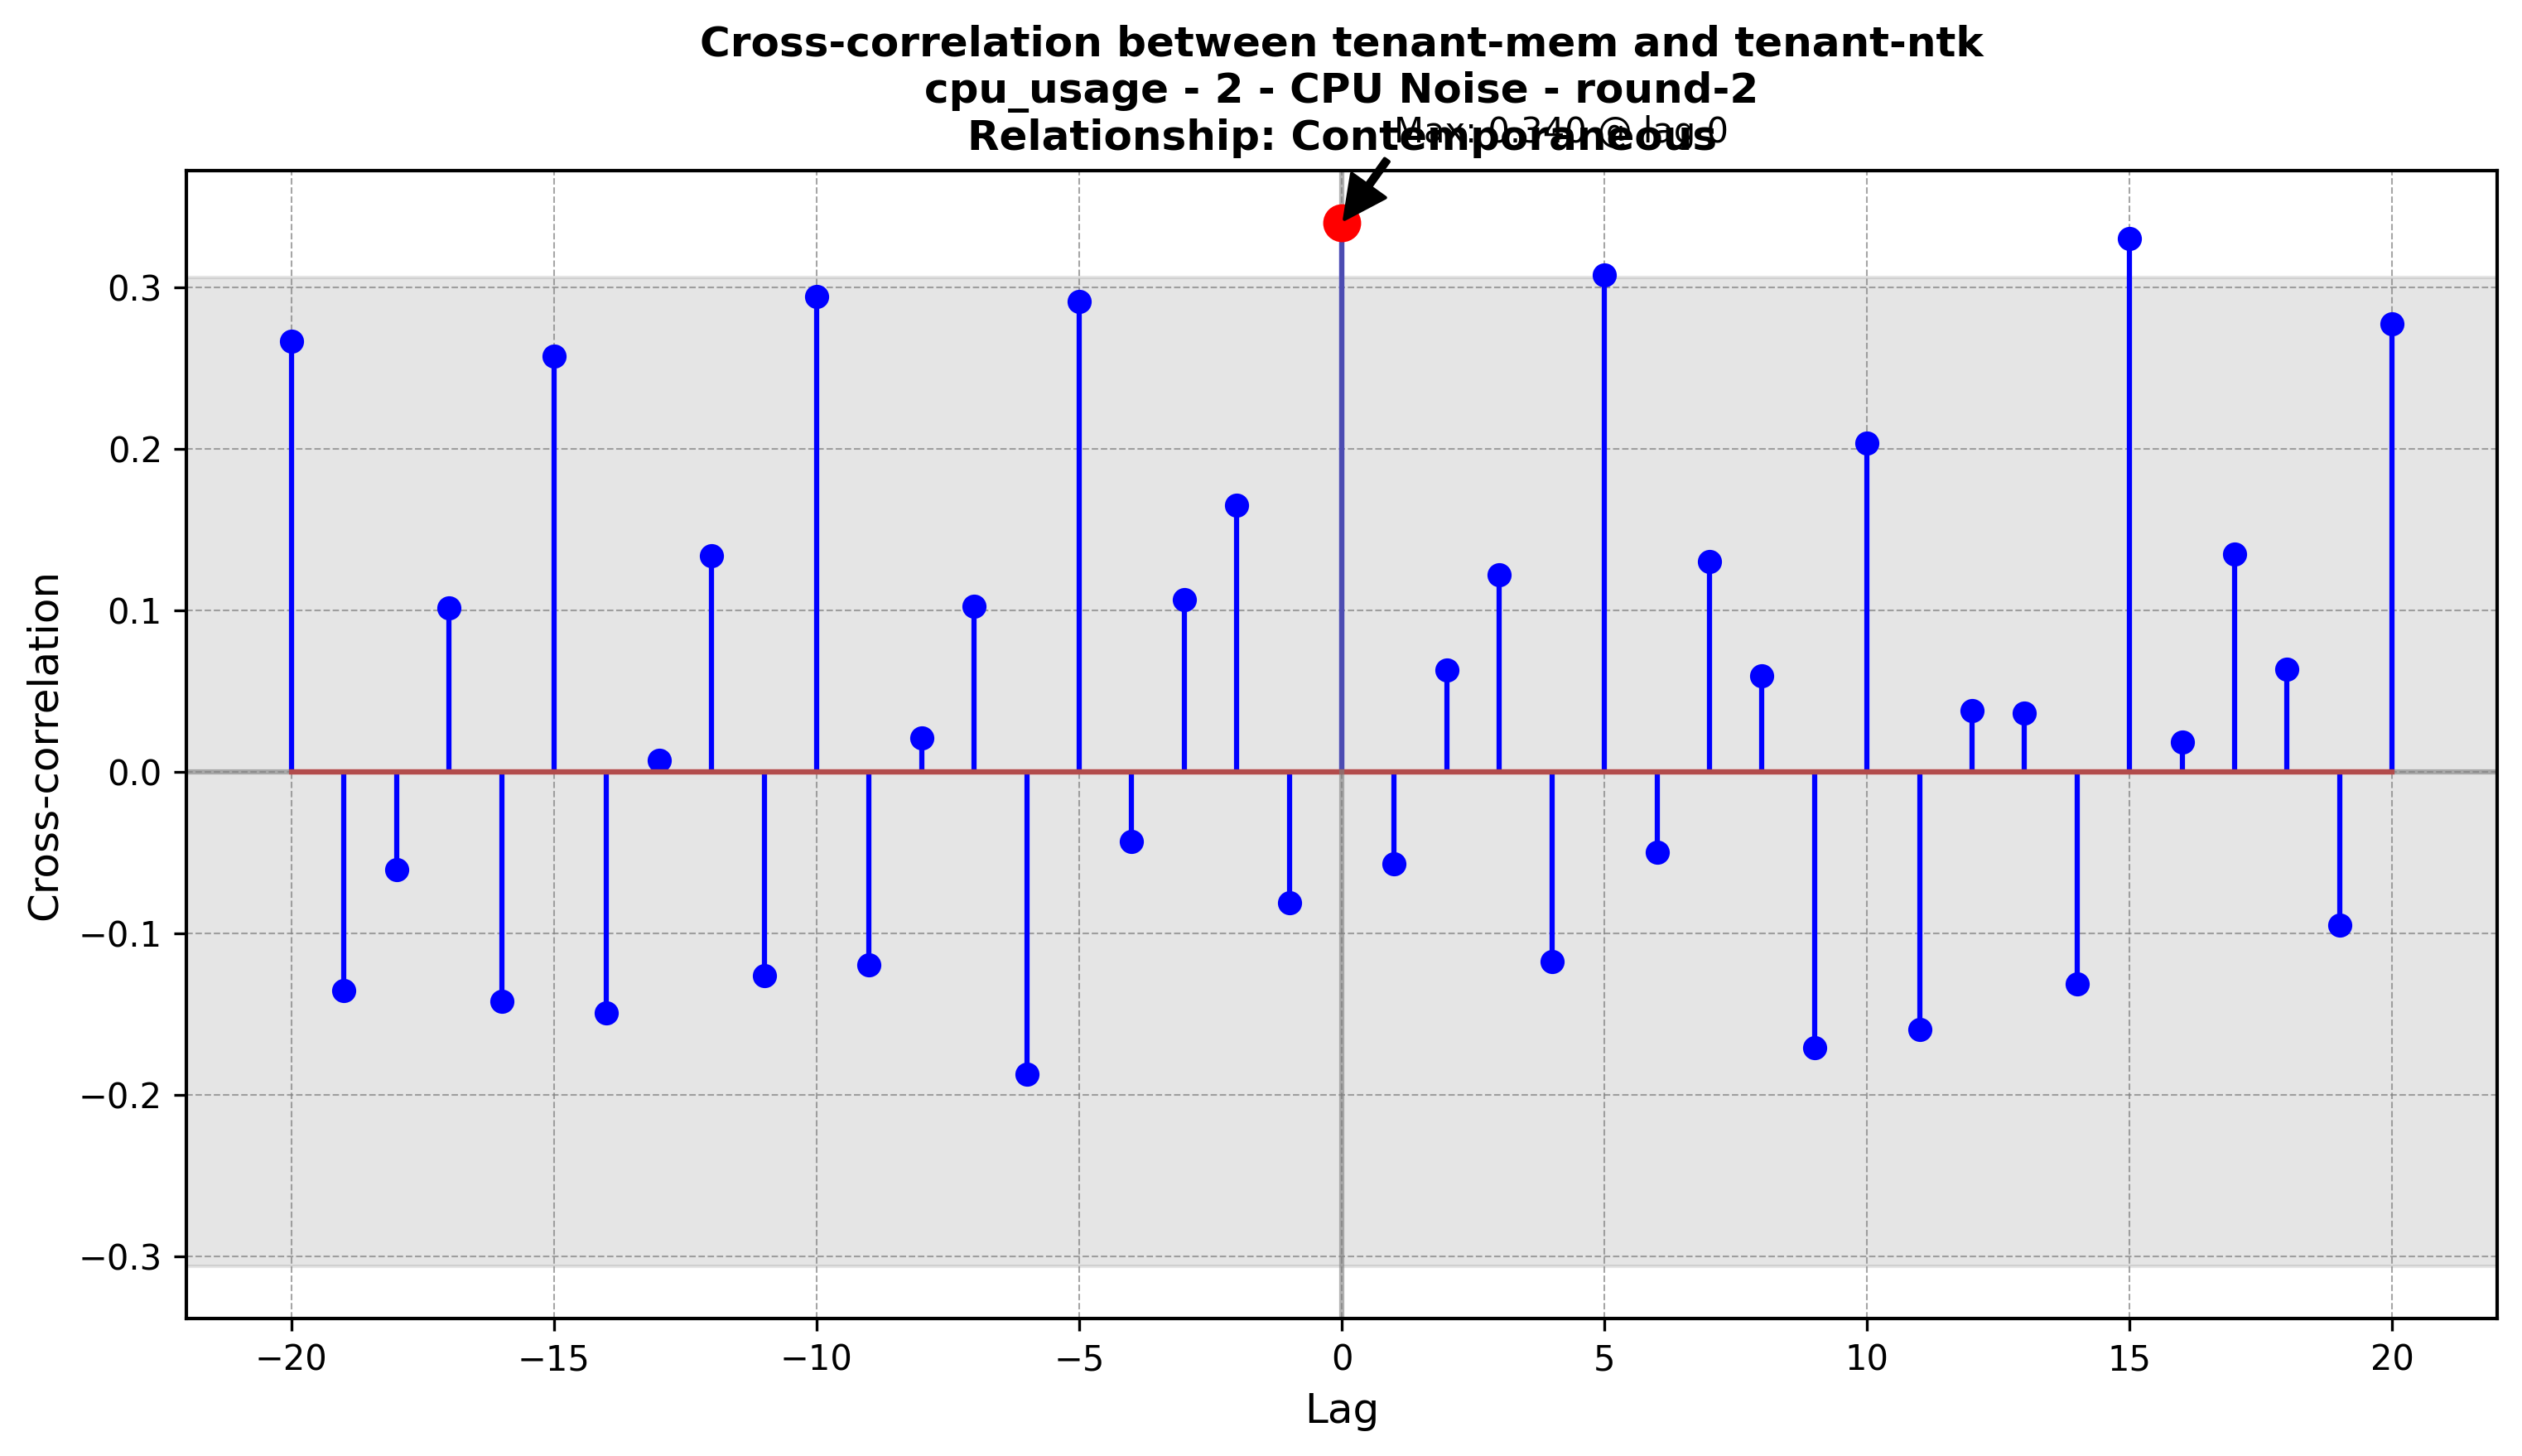 Cross-correlation between tenant-mem and tenant-ntk
cpu_usage - 2 - CPU Noise - round-2
Relationship: Contemporaneous
Max: 0.340 @ lag 0
0.3
0.2
0.1
0.0
−0.1
−0.2
−0.3
Cross-correlation
−20
−15
−10
−5
0
5
10
15
20
Lag